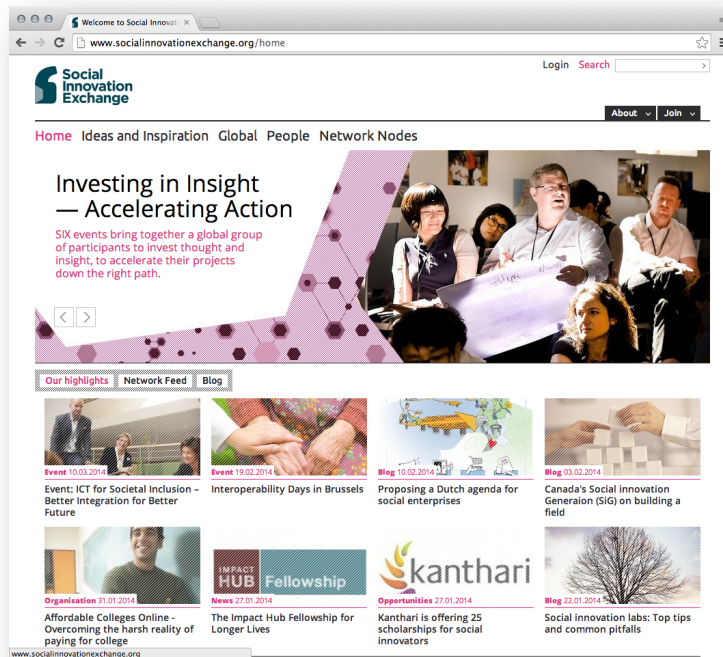 Welcome to Social Innovati
www.socialinnovationexchange.org/home
Login Search
Social
Innovation
Exchange
About Join
Home Ideas and Inspiration Global People Network Nodes
Investing in Insight
— Accelerating Action
SIX events bring together a global group
of participants to invest thought and
insight, to accelerate their projects
down the right path.
Our highlights Network Feed Blog
Event 10.03.2014
Event: ICT for Societal Inclusion –
Better Integration for Better
Future
Event 19.02.2014
Interoperability Days in Brussels
Blog 10.02.2014
Proposing a Dutch agenda for
social enterprises
Blog 03.02.2014
Canada's Social innovation
Generaion (SiG) on building a
field
Organisation 31.01.2014
Affordable Colleges Online -
Overcoming the harsh reality of
paying for college
IMPACT
HUB Fellowship
News 27.01.2014
The Impact Hub Fellowship for
Longer Lives
kanthari
Opportunities 27.01.2014
Kanthari is offering 25
scholarships for social
innovators
Blog 22.01.2014
Social innovation labs: Top tips
and common pitfalls
www.socialinnovationexchange.org